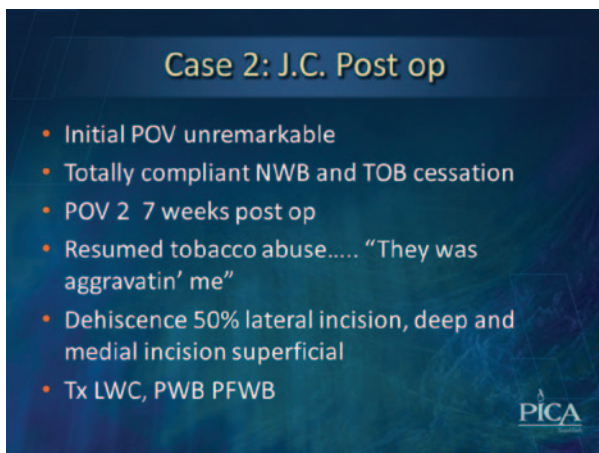 Case 2: J.C. Post op
• Initial POV unremarkable
• Totally compliant NWB and TOB cessation
• POV 2  7 weeks post op
• Resumed tobacco abuse..... “They was
aggravatin’ me”
• Dehiscence 50% lateral incision, deep and
medial incision superficial
• Tx LWC, PWB PFWB
PICA